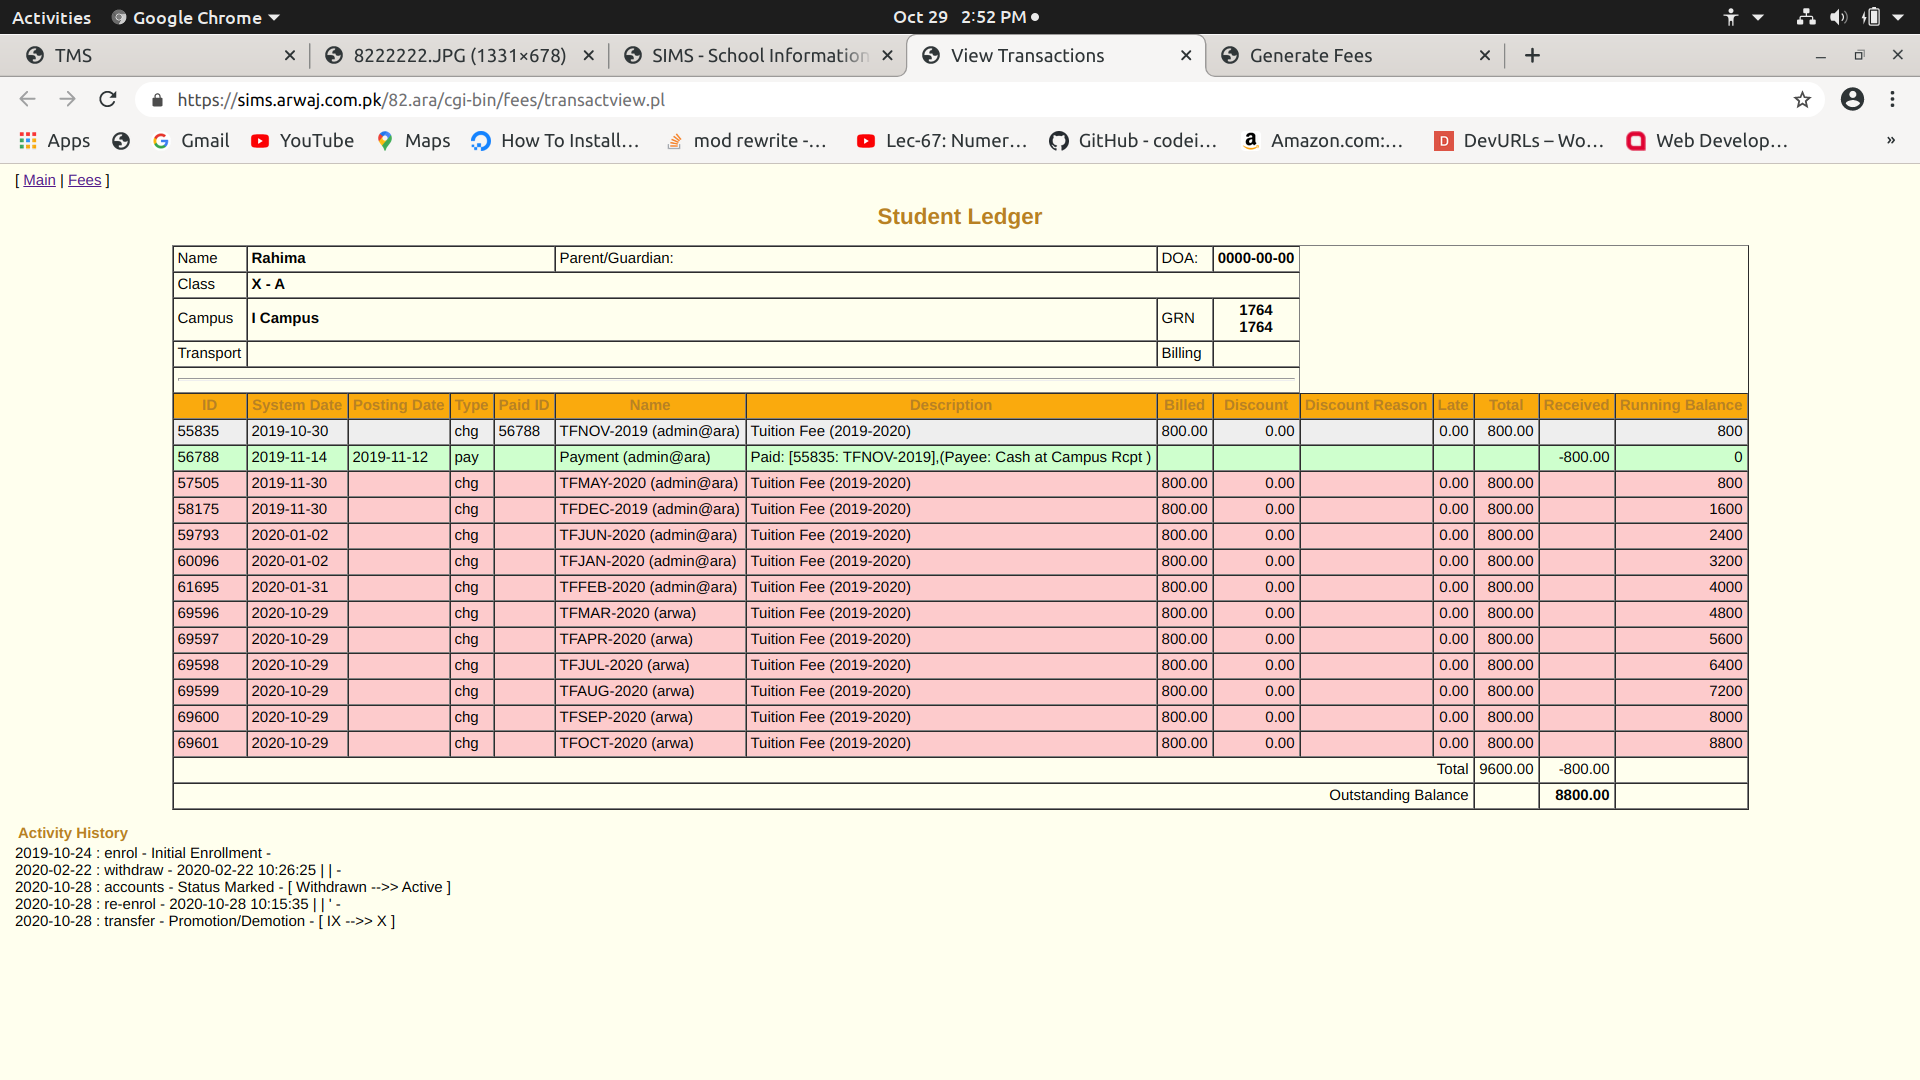 Activities Google Chrome Oct 29 2:52 PM
TMS 8222222.JPG (1331×678) SIMS - School Information View Transactions Generate Fees
https://sims.arwaj.com.pk/82.ara/cgi-bin/fees/transactview.pl
Apps Gmail YouTube Maps How To Install... mod rewrite -... Lec-67: Numer... GitHub - codei... Amazon.com:... DevURLs – Wo... Web Develop... »
[ Main | Fees ]
Student Ledger
Name Rahima Parent/Guardian: DOA: 0000-00-00
Class X - A
Campus I Campus GRN 1764
1764
Transport Billing
ID System Date Posting Date Type Paid ID Name Description Billed Discount Discount Reason Late Total Received Running Balance
55835 2019-10-30 chg 56788 TFNOV-2019 (admin@ara) Tuition Fee (2019-2020) 800.00 0.00 0.00 800.00 800
56788 2019-11-14 2019-11-12 pay Payment (admin@ara) Paid: [55835: TFNOV-2019],(Payee: Cash at Campus Rcpt ) -800.00 0
57505 2019-11-30 chg TFMAY-2020 (admin@ara) Tuition Fee (2019-2020) 800.00 0.00 0.00 800.00 800
58175 2019-11-30 chg TFDEC-2019 (admin@ara) Tuition Fee (2019-2020) 800.00 0.00 0.00 800.00 1600
59793 2020-01-02 chg TFJUN-2020 (admin@ara) Tuition Fee (2019-2020) 800.00 0.00 0.00 800.00 2400
60096 2020-01-02 chg TFJAN-2020 (admin@ara) Tuition Fee (2019-2020) 800.00 0.00 0.00 800.00 3200
61695 2020-01-31 chg TFFEB-2020 (admin@ara) Tuition Fee (2019-2020) 800.00 0.00 0.00 800.00 4000
69596 2020-10-29 chg TFMAR-2020 (arwa) Tuition Fee (2019-2020) 800.00 0.00 0.00 800.00 4800
69597 2020-10-29 chg TFAPR-2020 (arwa) Tuition Fee (2019-2020) 800.00 0.00 0.00 800.00 5600
69598 2020-10-29 chg TFJUL-2020 (arwa) Tuition Fee (2019-2020) 800.00 0.00 0.00 800.00 6400
69599 2020-10-29 chg TFAUG-2020 (arwa) Tuition Fee (2019-2020) 800.00 0.00 0.00 800.00 7200
69600 2020-10-29 chg TFSEP-2020 (arwa) Tuition Fee (2019-2020) 800.00 0.00 0.00 800.00 8000
69601 2020-10-29 chg TFOCT-2020 (arwa) Tuition Fee (2019-2020) 800.00 0.00 0.00 800.00 8800
Total 9600.00 -800.00
Outstanding Balance 8800.00
Activity History
2019-10-24 : enrol - Initial Enrollment -
2020-02-22 : withdraw - 2020-02-22 10:26:25 | | -
2020-10-28 : accounts - Status Marked - [ Withdrawn -->> Active ]
2020-10-28 : re-enrol - 2020-10-28 10:15:35 | | ' -
2020-10-28 : transfer - Promotion/Demotion - [ IX -->> X ]